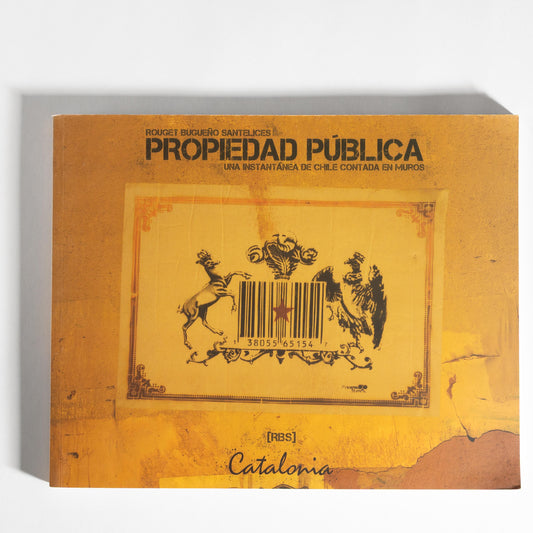 ROUGET BUGUEÑO SANTELICES
PROPIEDAD PÚBLICA
UNA INSTANTÁNEA DE CHILE CONTADA EN MUROS
38055 65154
[RBS]
Catalonia